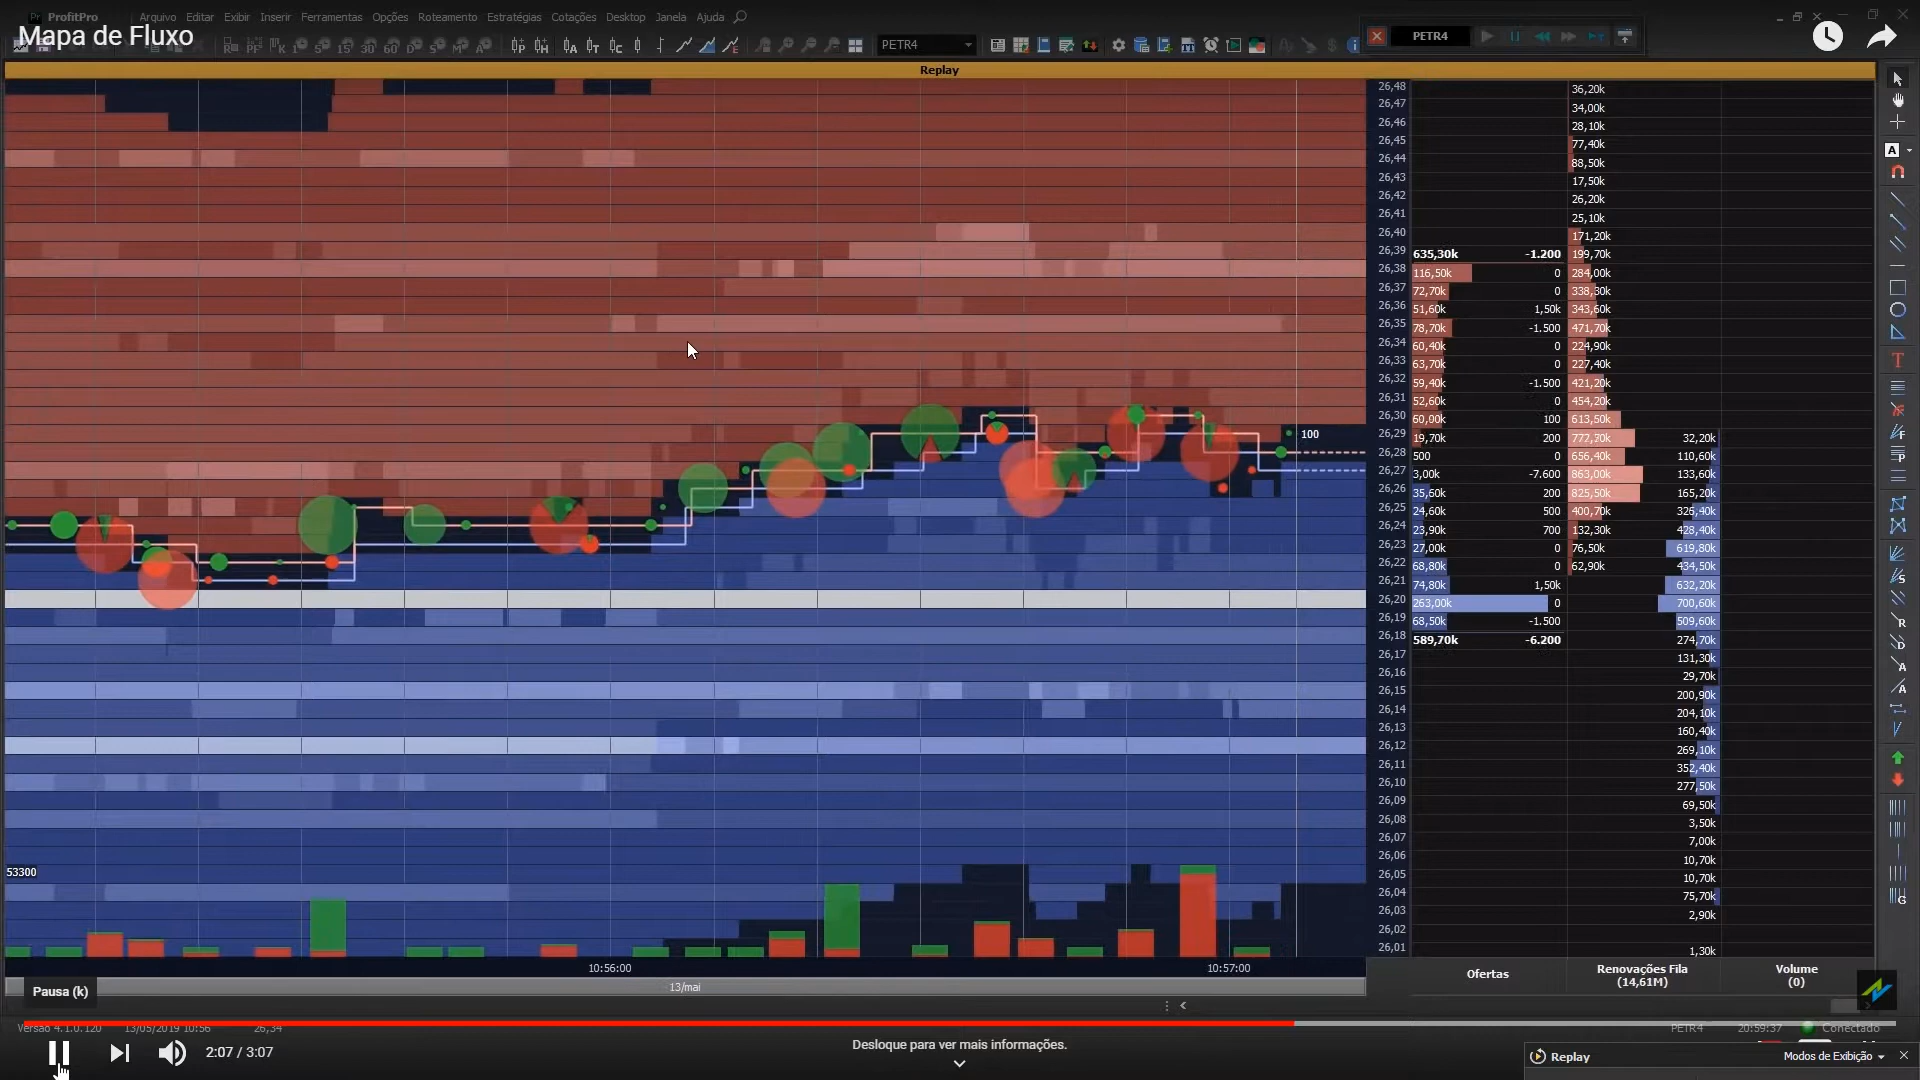 ProfitPro
Arquivo Editar Exibir Inserir Ferramentas Opções Roteamento Estratégias Cotações Desktop Janela Ajuda
Mapa de Fluxo
PETR4
PETR4
Replay
26,48 36,20k
26,47 34,00k
26,46 28,10k
26,45 77,40k
26,44 88,50k
26,43 17,50k
26,42 26,20k
26,41 25,10k
26,40 171,20k
26,39 635,30k -1.200 199,70k
26,38 116,50k 0 284,00k
26,37 72,70k 0 338,30k
26,36 51,60k 1,50k 343,60k
26,35 78,70k -1.500 471,70k
26,34 60,40k 0 224,90k
26,33 63,70k 0 227,40k
26,32 59,40k -1.500 421,20k
26,31 52,60k 0 454,20k
26,30 60,00k 100 613,50k
100 26,29 19,70k 200 777,70k 32,20k
26,28 500 0 656,40k 110,60k
26,27 3,00k -7.600 863,00k 133,60k
26,26 35,60k 200 825,50k 165,20k
26,25 24,60k 500 400,70k 326,40k
26,24 23,90k 700 132,30k 428,40k
26,23 27,00k 0 76,50k 619,80k
26,22 68,80k 0 62,90k 434,50k
26,21 74,80k 1,50k 632,20k
26,20 263,00k 0 700,60k
26,19 68,50k -1.500 509,60k
26,18 589,70k -6.200 274,70k
26,17 131,30k
26,16 29,70k
26,15 200,90k
26,14 204,10k
26,13 160,40k
26,12 269,10k
26,11 352,40k
26,10 277,50k
26,09 69,50k
26,08 3,50k
26,07 7,00k
26,06 10,70k
53300 26,05 10,70k
26,04 75,70k
26,03 2,90k
26,02
26,01 1,30k
10:56:00 10:57:00
Ofertas Renovações Fila (14,61M) Volume (0)
13/mai
Pausa (k)
Versão 4.1.0.120 13/05/2019 10:56 26,34 PETR4 20:59:37 Conectado
2:07 / 3:07
Desloque para ver mais informações.
Replay Modos de Exibição